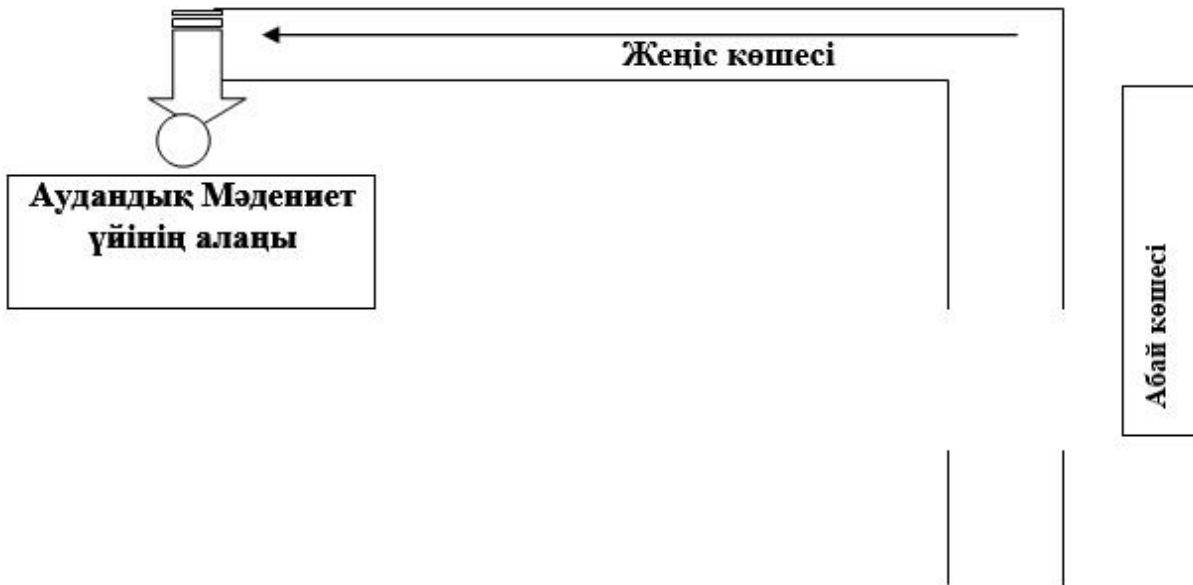 Жеңіс көшесі
Аудандық Мәдениет
үйінің алаңы
Абай көшесі